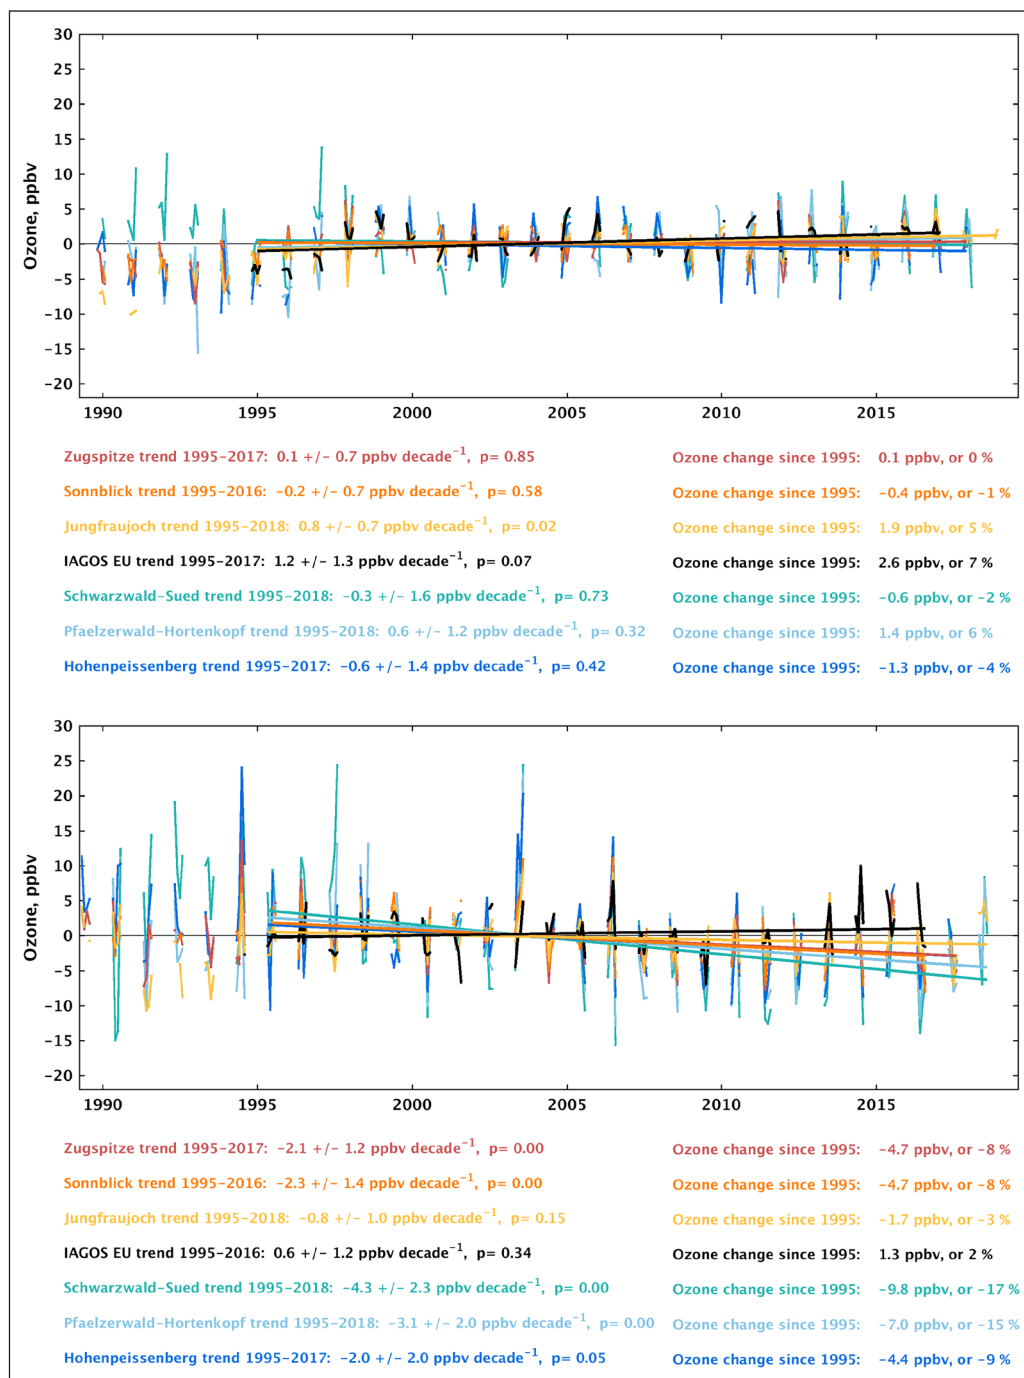 30
25
20
15
10
5
0
−5
−10
−15
−20
Ozone, ppbv
1990 1995 2000 2005 2010 2015
Zugspitze trend 1995–2017: 0.1 +/− 0.7 ppbv decade⁻¹, p= 0.85 Ozone change since 1995: 0.1 ppbv, or 0 %
Sonnblick trend 1995–2016: −0.2 +/− 0.7 ppbv decade⁻¹, p= 0.58 Ozone change since 1995: −0.4 ppbv, or −1 %
Jungfraujoch trend 1995–2018: 0.8 +/− 0.7 ppbv decade⁻¹, p= 0.02 Ozone change since 1995: 1.9 ppbv, or 5 %
IAGOS EU trend 1995–2017: 1.2 +/− 1.3 ppbv decade⁻¹, p= 0.07 Ozone change since 1995: 2.6 ppbv, or 7 %
Schwarzwald–Sued trend 1995–2018: −0.3 +/− 1.6 ppbv decade⁻¹, p= 0.73 Ozone change since 1995: −0.6 ppbv, or −2 %
Pfaelzerwald–Hortenkopf trend 1995–2018: 0.6 +/− 1.2 ppbv decade⁻¹, p= 0.32 Ozone change since 1995: 1.4 ppbv, or 6 %
Hohenpeissenberg trend 1995–2017: −0.6 +/− 1.4 ppbv decade⁻¹, p= 0.42 Ozone change since 1995: −1.3 ppbv, or −4 %
30
25
20
15
10
5
0
−5
−10
−15
−20
Ozone, ppbv
1990 1995 2000 2005 2010 2015
Zugspitze trend 1995–2017: −2.1 +/− 1.2 ppbv decade⁻¹, p= 0.00 Ozone change since 1995: −4.7 ppbv, or −8 %
Sonnblick trend 1995–2016: −2.3 +/− 1.4 ppbv decade⁻¹, p= 0.00 Ozone change since 1995: −4.7 ppbv, or −8 %
Jungfraujoch trend 1995–2018: −0.8 +/− 1.0 ppbv decade⁻¹, p= 0.15 Ozone change since 1995: −1.7 ppbv, or −3 %
IAGOS EU trend 1995–2016: 0.6 +/− 1.2 ppbv decade⁻¹, p= 0.34 Ozone change since 1995: 1.3 ppbv, or 2 %
Schwarzwald–Sued trend 1995–2018: −4.3 +/− 2.3 ppbv decade⁻¹, p= 0.00 Ozone change since 1995: −9.8 ppbv, or −17 %
Pfaelzerwald–Hortenkopf trend 1995–2018: −3.1 +/− 2.0 ppbv decade⁻¹, p= 0.00 Ozone change since 1995: −7.0 ppbv, or −15 %
Hohenpeissenberg trend 1995–2017: −2.0 +/− 2.0 ppbv decade⁻¹, p= 0.05 Ozone change since 1995: −4.4 ppbv, or −9 %